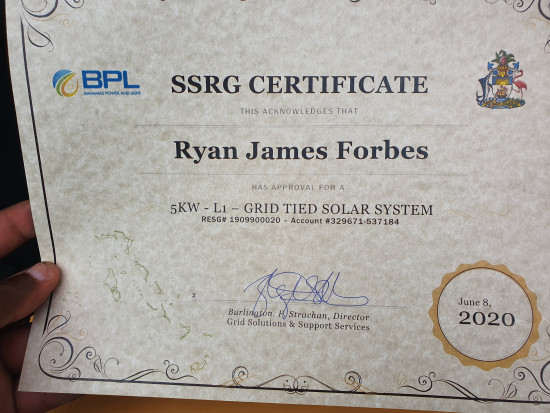 BPL
BAHAMAS POWER AND LIGHT
SSRG CERTIFICATE
THIS ACKNOWLEDGES THAT
Ryan James Forbes
HAS APPROVAL FOR A
5KW - L1 – GRID TIED SOLAR SYSTEM
RESG# 1909900020 - Account #329671-537184
x
Burlington. H. Strachan, Director
Grid Solutions & Support Services
June 8,
2020